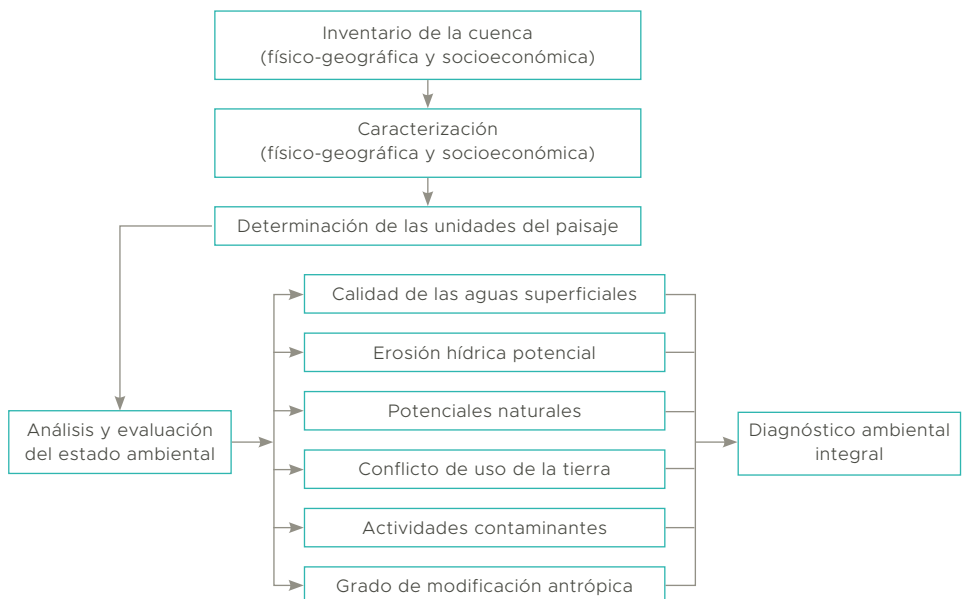 Inventario de la cuenca
(físico-geográfica y socioeconómica)
Caracterización
(físico-geográfica y socioeconómica)
Determinación de las unidades del paisaje
Calidad de las aguas superficiales
Erosión hídrica potencial
Potenciales naturales
Análisis y evaluación
del estado ambiental
Conflicto de uso de la tierra
Actividades contaminantes
Grado de modificación antrópica
Diagnóstico ambiental
integral